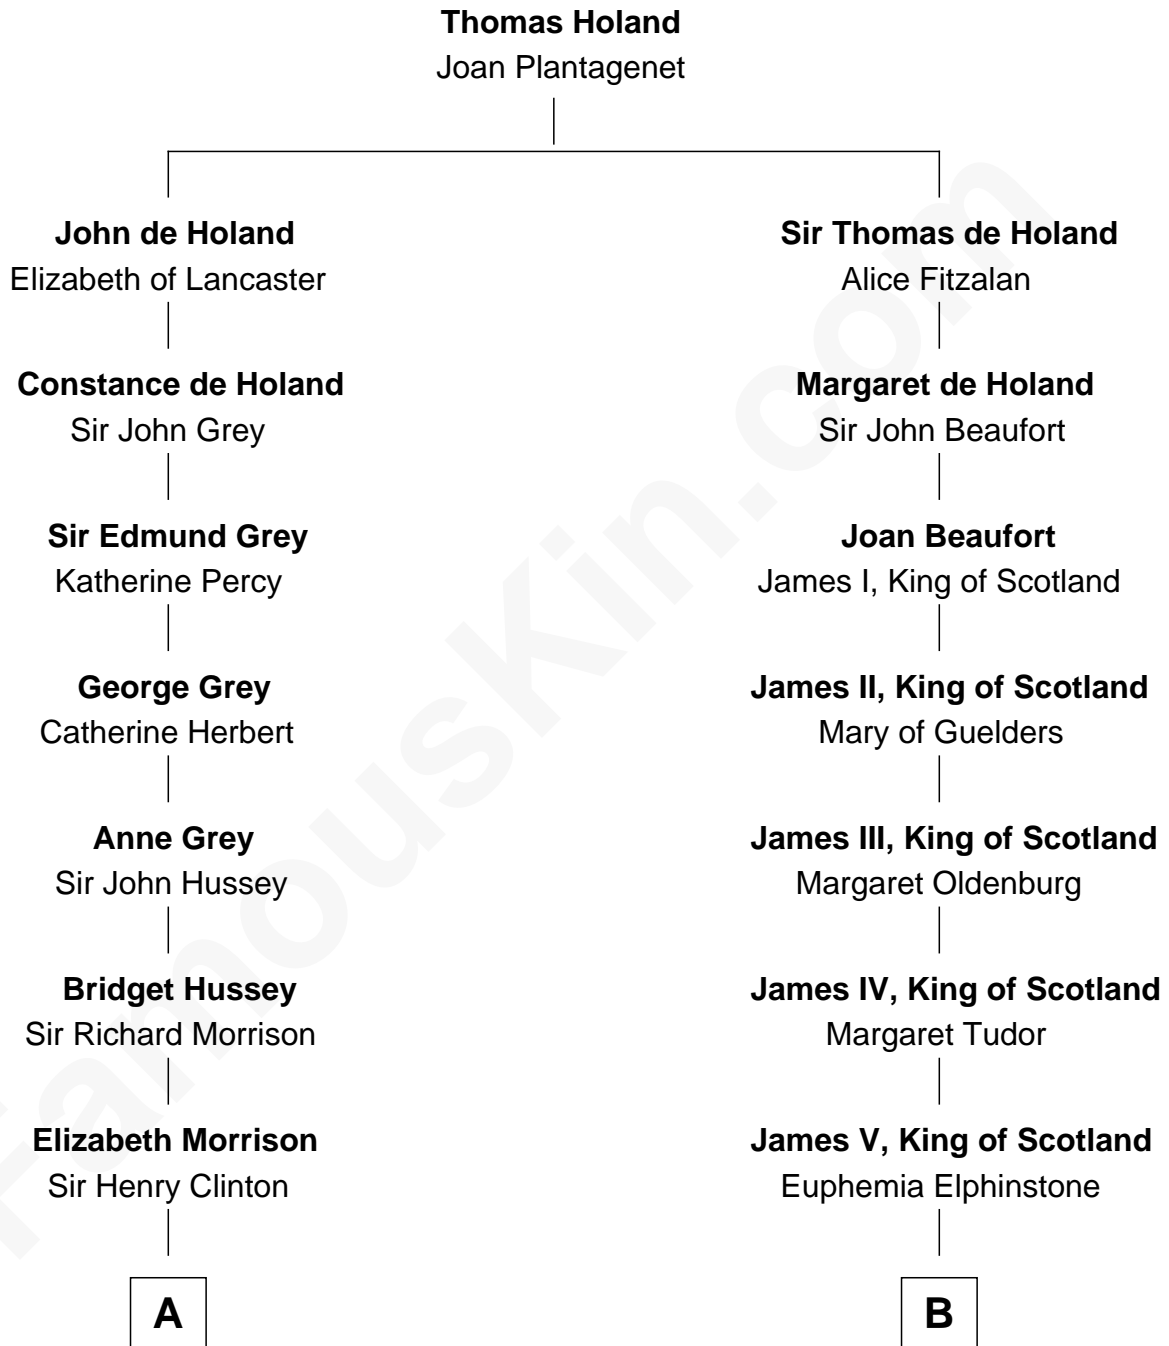 Thomas Holand
Joan Plantagenet
John de Holand
Elizabeth of Lancaster
Constance de Holand
Sir John Grey
Sir Edmund Grey
Katherine Percy
George Grey
Catherine Herbert
Anne Grey
Sir John Hussey
Bridget Hussey
Sir Richard Morrison
Elizabeth Morrison
Sir Henry Clinton
A
Sir Thomas de Holand
Alice Fitzalan
Margaret de Holand
Sir John Beaufort
Joan Beaufort
James I, King of Scotland
James II, King of Scotland
Mary of Guelders
James III, King of Scotland
Margaret Oldenburg
James IV, King of Scotland
Margaret Tudor
James V, King of Scotland
Euphemia Elphinstone
B
FamousKin.com